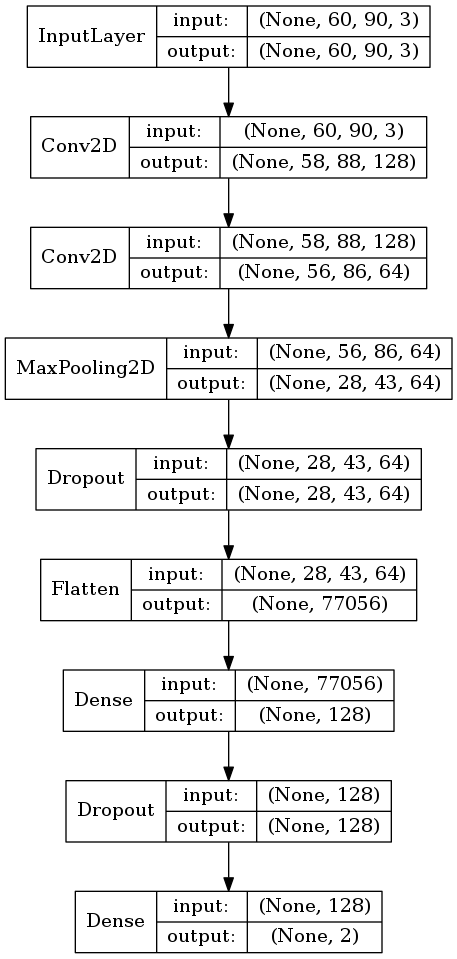 InputLayer
input: (None, 60, 90, 3)
output: (None, 60, 90, 3)
Conv2D
input: (None, 60, 90, 3)
output: (None, 58, 88, 128)
Conv2D
input: (None, 58, 88, 128)
output: (None, 56, 86, 64)
MaxPooling2D
input: (None, 56, 86, 64)
output: (None, 28, 43, 64)
Dropout
input: (None, 28, 43, 64)
output: (None, 28, 43, 64)
Flatten
input: (None, 28, 43, 64)
output: (None, 77056)
Dense
input: (None, 77056)
output: (None, 128)
Dropout
input: (None, 128)
output: (None, 128)
Dense
input: (None, 128)
output: (None, 2)